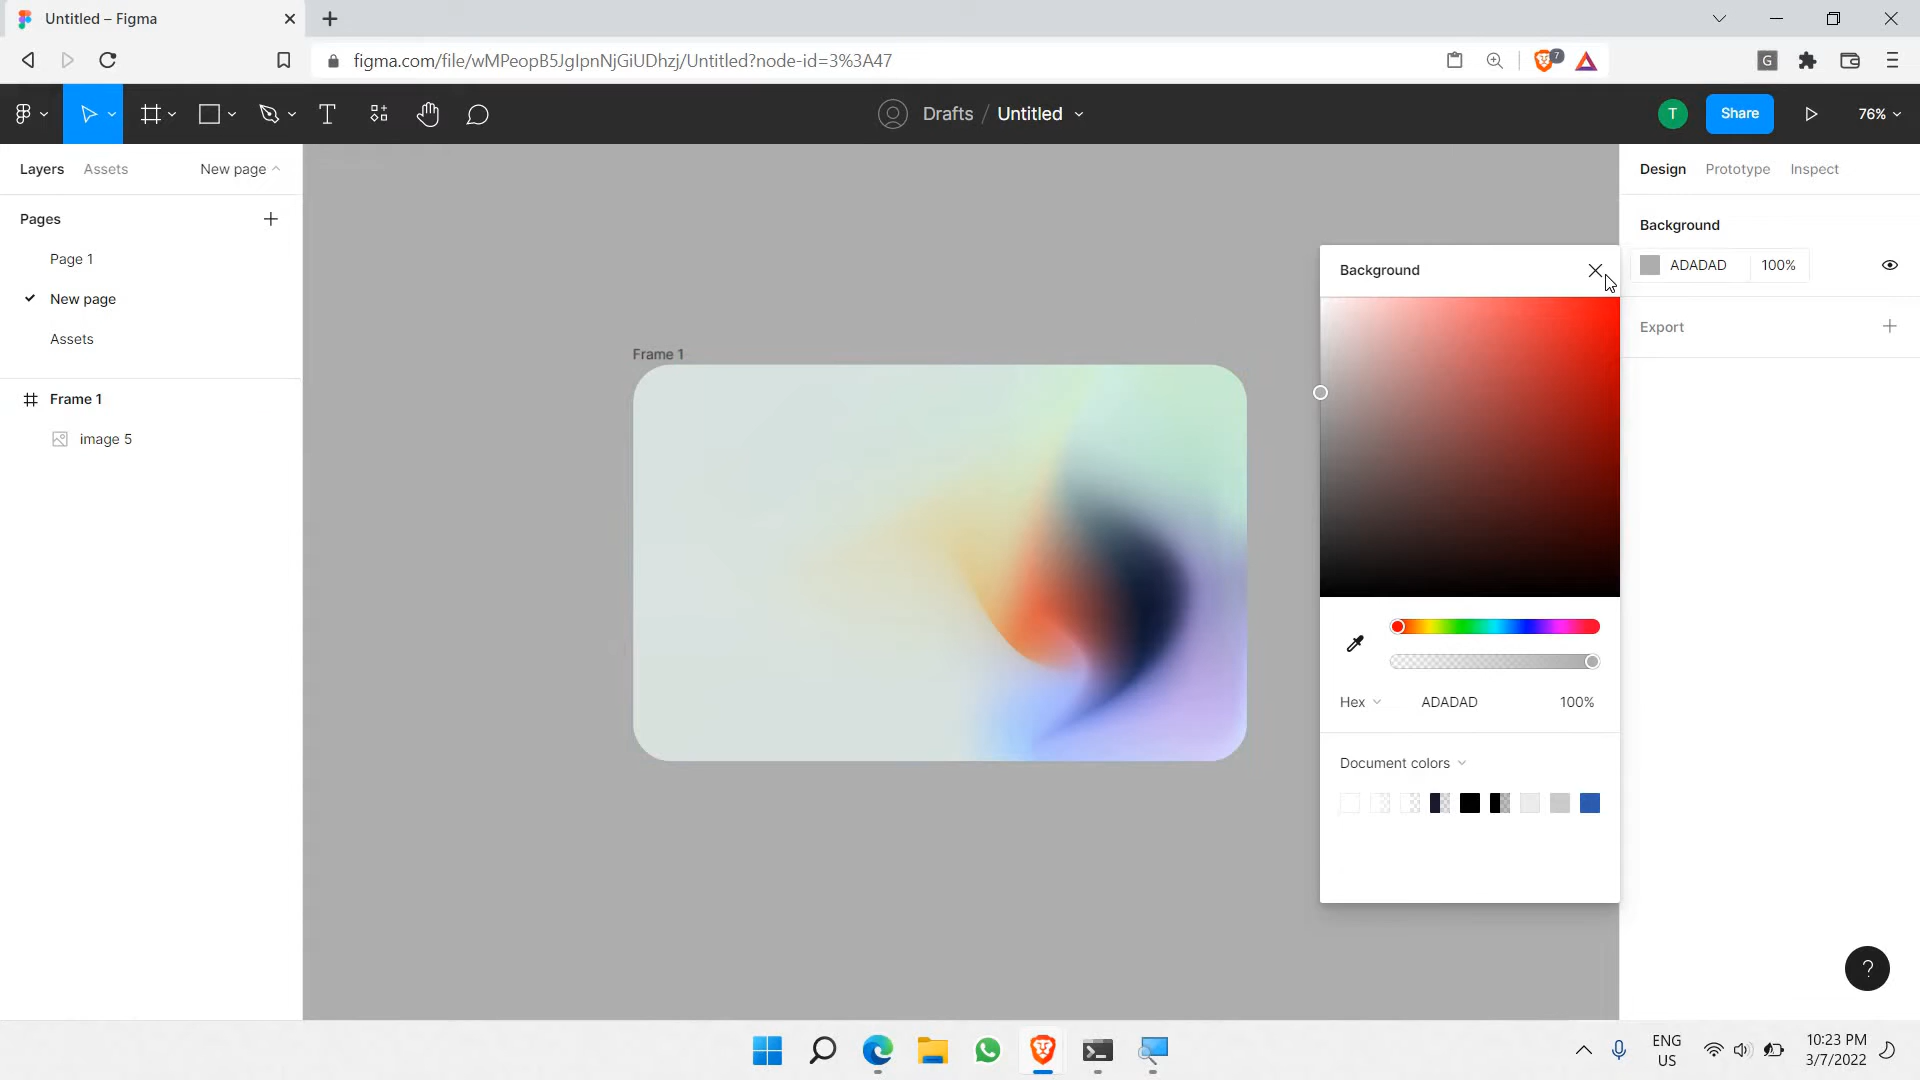 Untitled – Figma
figma.com/file/wMPeopB5JgIpnNjGiUDhzj/Untitled?node-id=3%3A47
7
G
Drafts / Untitled
T
Share
76%
Layers
Assets
New page
Design
Prototype
Inspect
Pages
Background
Page 1
ADADAD
100%
Background
New page
Export
Assets
Frame 1
Frame 1
image 5
Hex
ADADAD
100%
Document colors
?
ENG
US
10:23 PM
3/7/2022